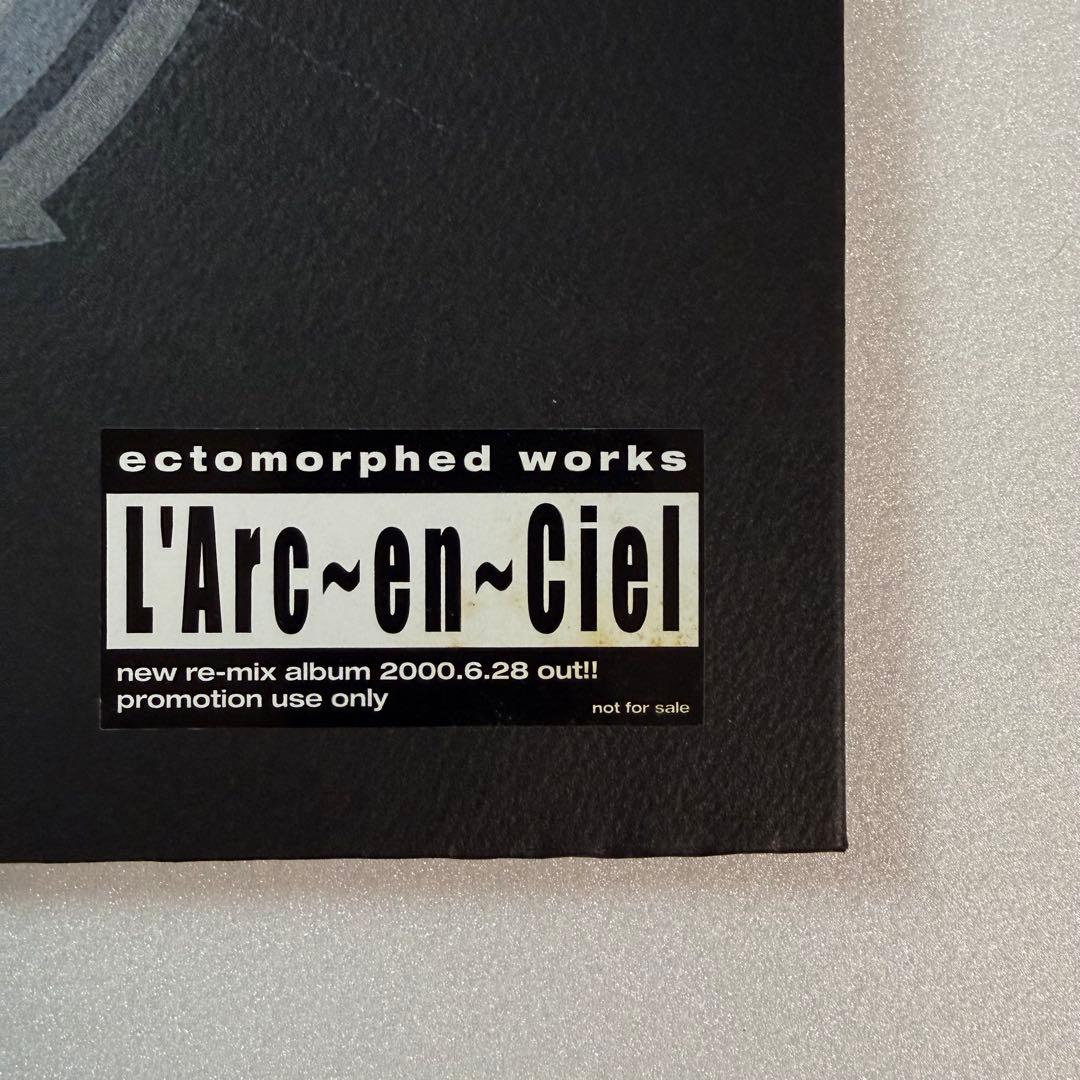 ectomorphed works
L'Arc~en~Ciel
new re-mix album 2000.6.28 out!!
promotion use only
not for sale